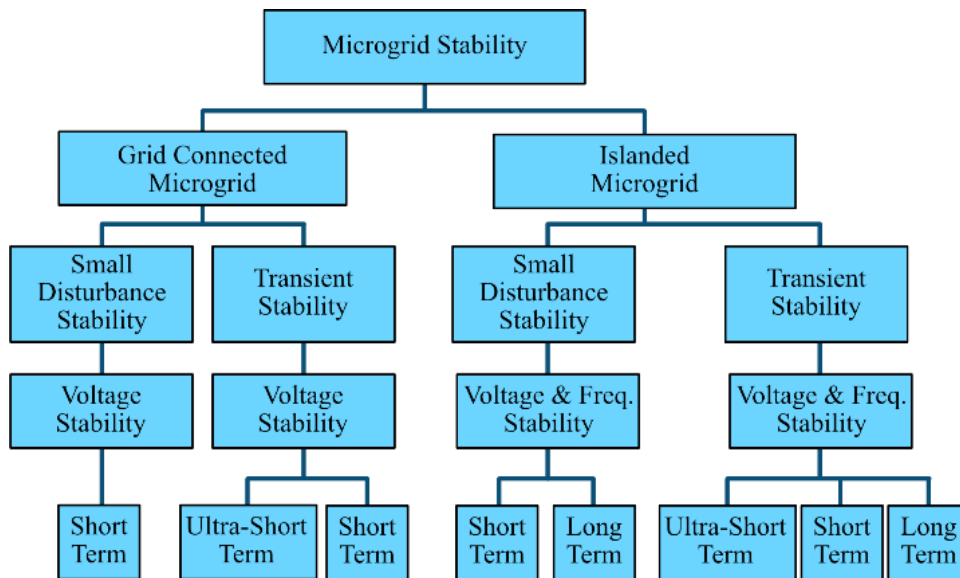 Microgrid Stability
Grid Connected
Microgrid
Islanded
Microgrid
Small
Disturbance
Stability
Transient
Stability
Small
Disturbance
Stability
Transient
Stability
Voltage
Stability
Voltage
Stability
Voltage & Freq.
Stability
Voltage & Freq.
Stability
Short
Term
Ultra-Short
Term
Short
Term
Short
Term
Long
Term
Ultra-Short
Term
Short
Term
Long
Term